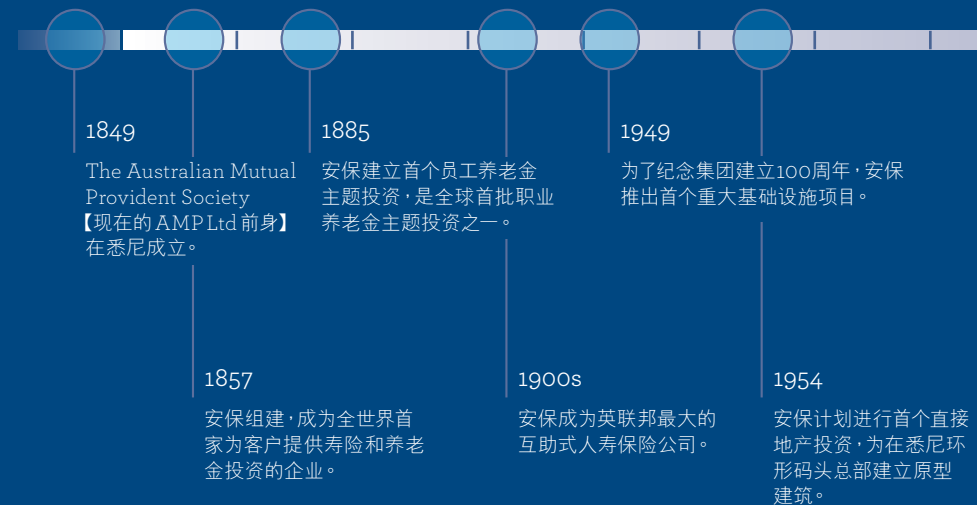 1849
The Australian Mutual
Provident Society
【现在的AMP Ltd前身】
在悉尼成立。
1885
安保建立首个员工养老金
主题投资，是全球首批职业
养老金主题投资之一。
1949
为了纪念集团建立100周年，安保
推出首个重大基础设施项目。
1857
安保组建，成为全世界首
家为客户提供寿险和养老
金投资的企业。
1900s
安保成为英联邦最大的
互助式人寿保险公司。
1954
安保计划进行首个直接
地产投资，为在悉尼环
形码头总部建立原型
建筑。